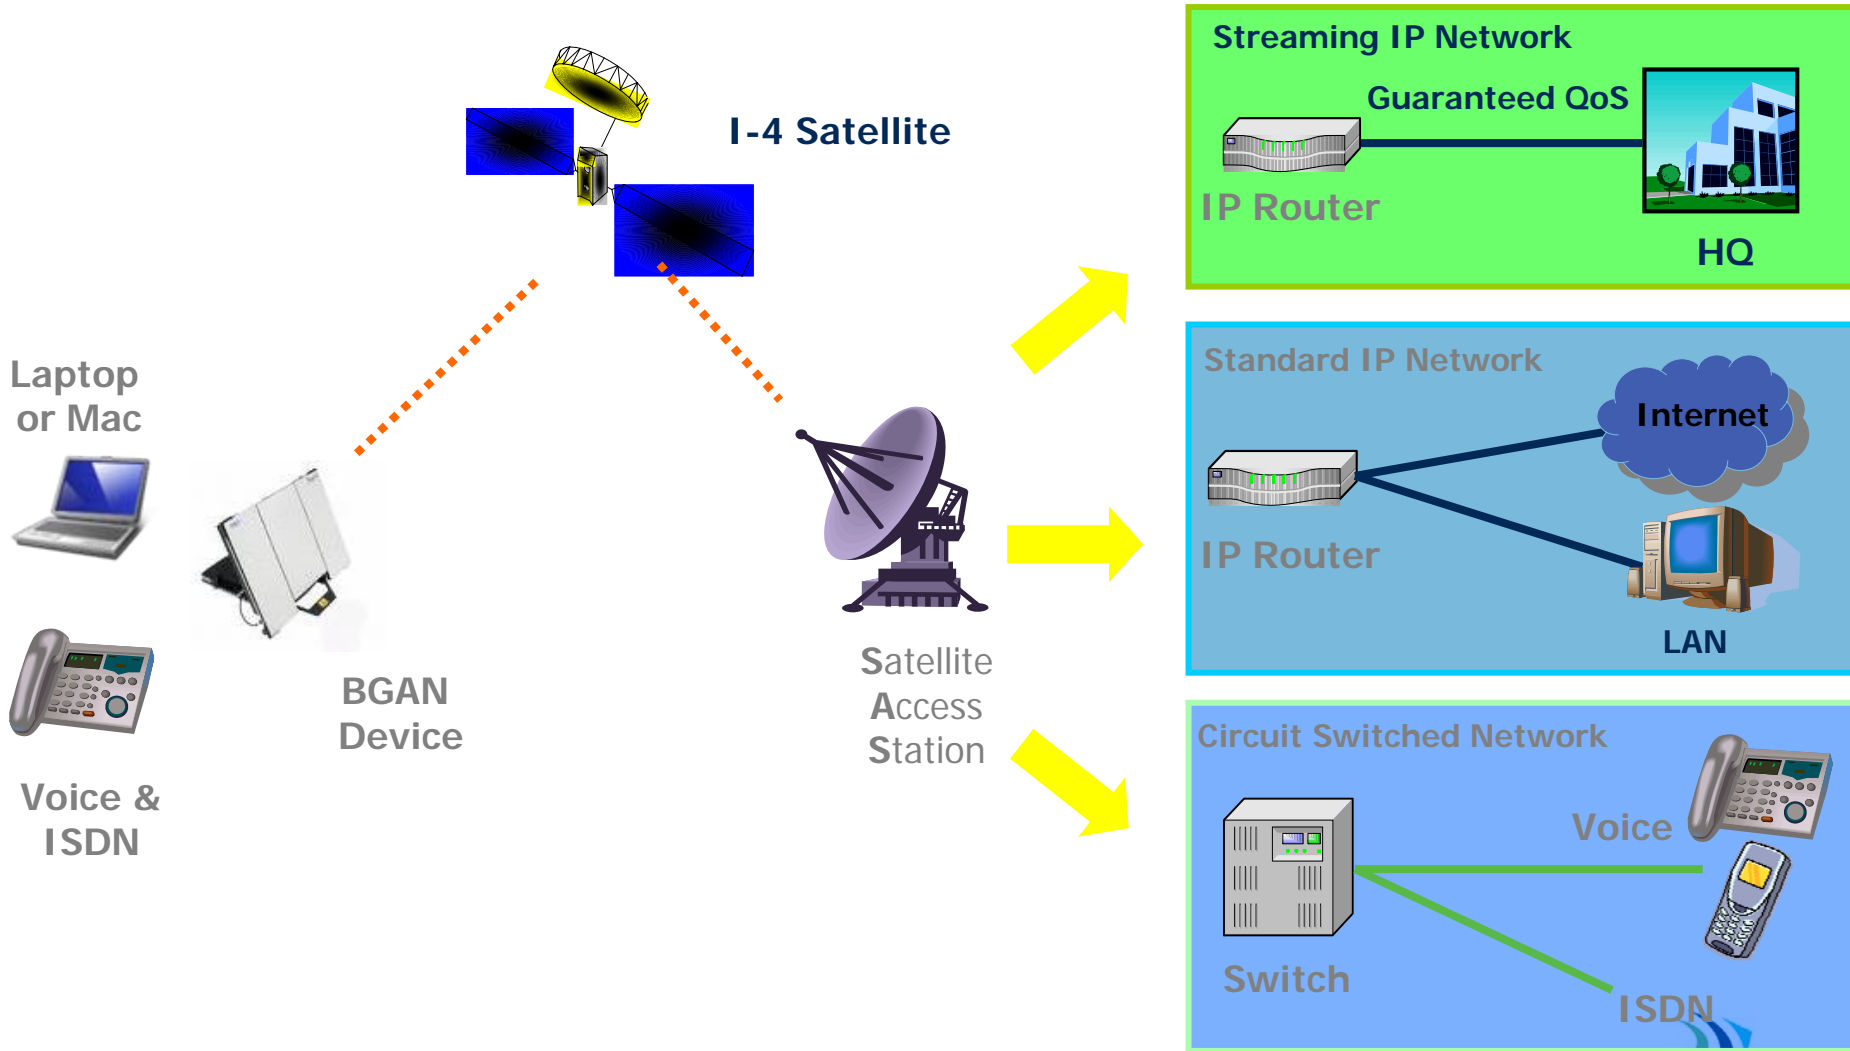 I-4 Satellite
Laptop
or Mac
Voice &
ISDN
BGAN
Device
Satellite
Access
Station
Streaming IP Network
Guaranteed QoS
IP Router
HQ
Standard IP Network
Internet
IP Router
LAN
Circuit Switched Network
Voice
Switch
ISDN